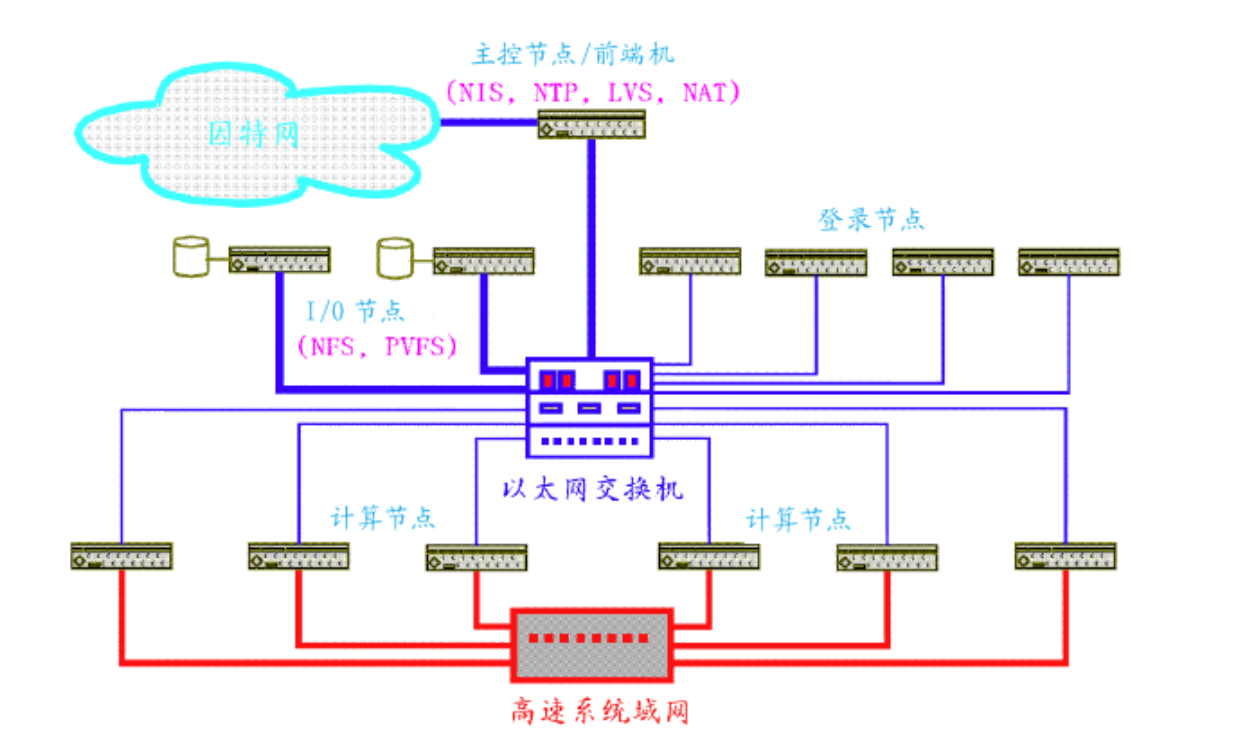 主控节点/前端机
(NIS, NTP, LVS, NAT)
因特网
登录节点
I/O 节点
(NFS, PVFS)
以太网交换机
计算节点
计算节点
高速系统域网